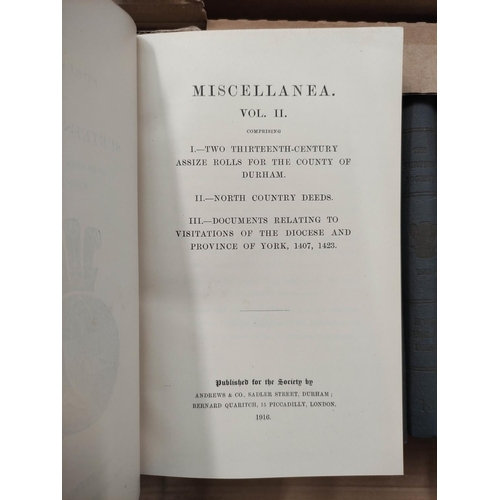 MISCELLANEA.
VOL. II.
COMPRISING
I.—TWO THIRTEENTH-CENTURY
ASSIZE ROLLS FOR THE COUNTY OF
DURHAM.
II.—NORTH COUNTRY DEEDS.
III.—DOCUMENTS RELATING TO
VISITATIONS OF THE DIOCESE AND
PROVINCE OF YORK, 1407, 1423.
Published for the Society by
ANDREWS & CO., SADLER STREET, DURHAM;
BERNARD QUARITCH, 11 PICCADILLY, LONDON.
1916.